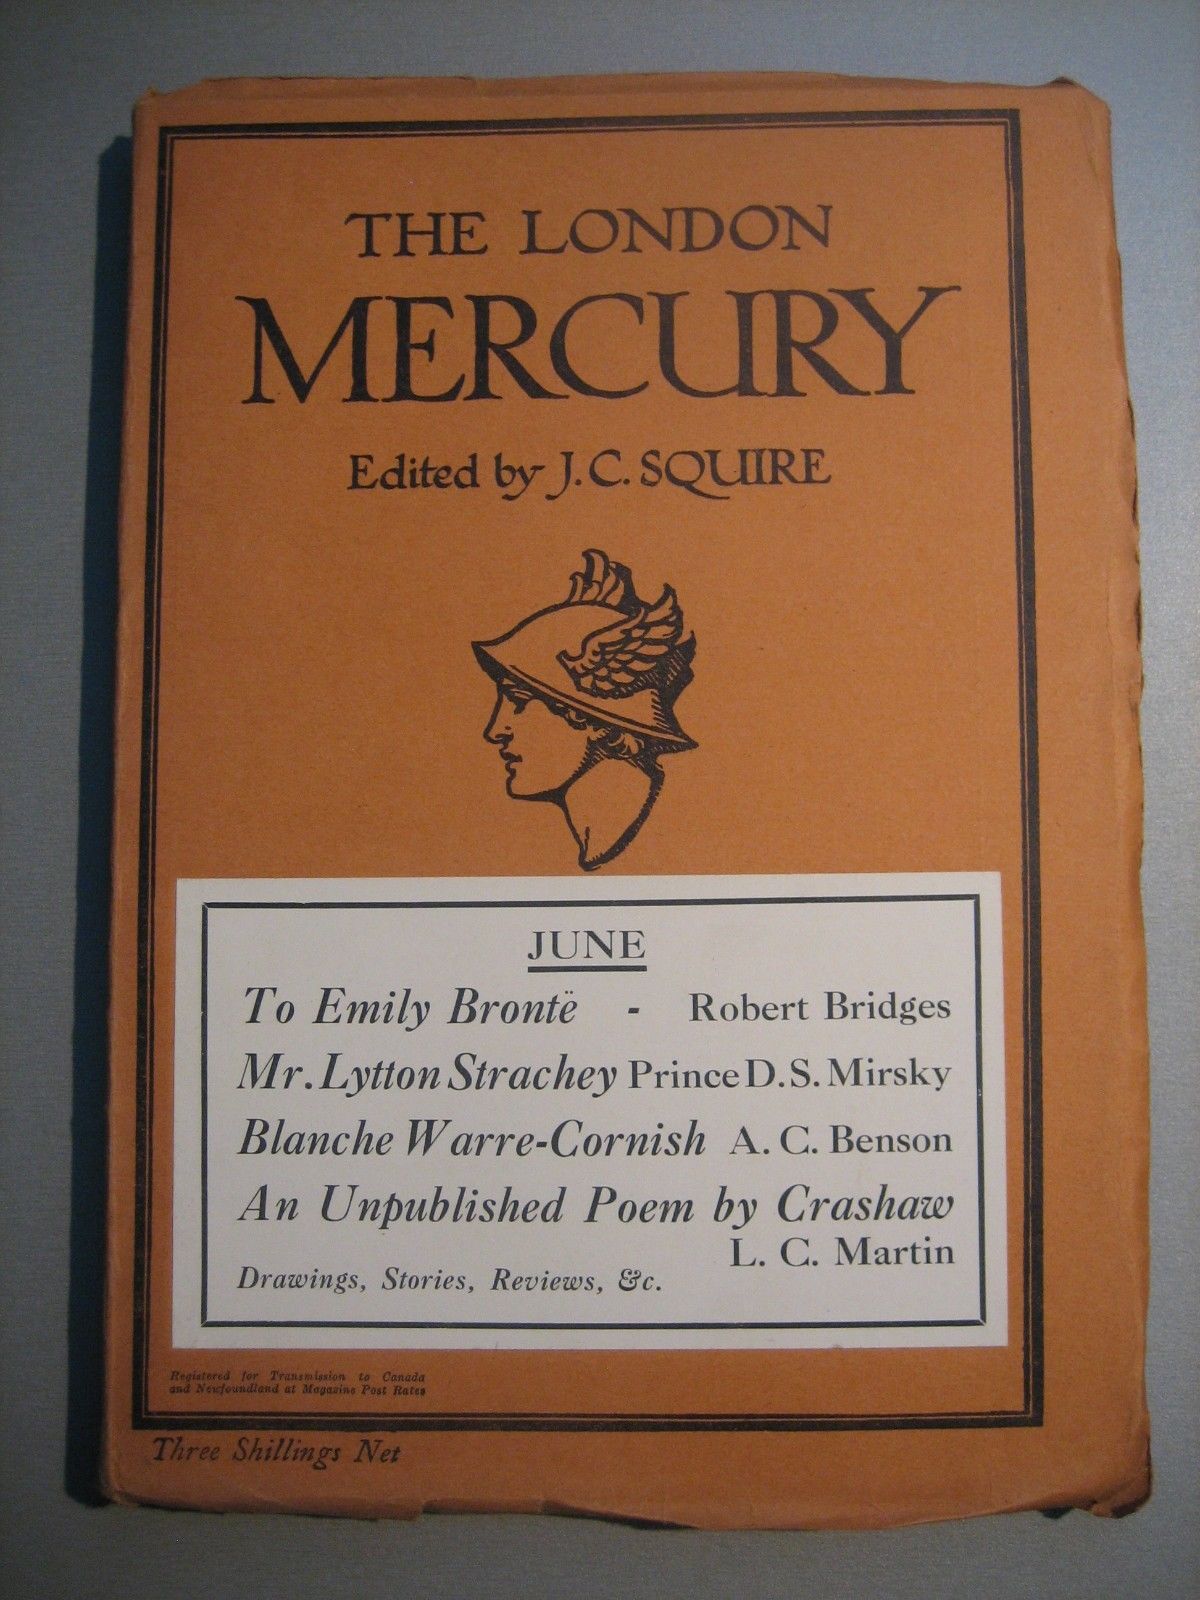 THE LONDON
MERCURY
Edited by J.C. SQUIRE
JUNE
To Emily Brontë - Robert Bridges
Mr. Lytton Strachey Prince D. S. Mirsky
Blanche Warre-Cornish A. C. Benson
An Unpublished Poem by Crashaw
L. C. Martin
Drawings, Stories, Reviews, &c.
Registered for Transmission to Canada
and Newfoundland at Magazine Post Rates
Three Shillings Net